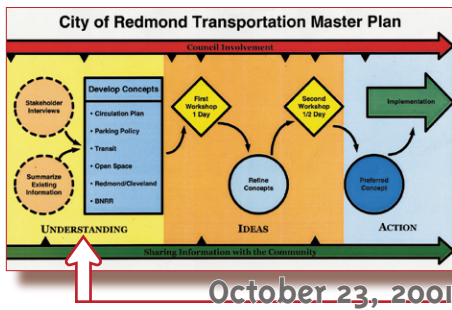 City of Redmond Transportation Master Plan
Council Involvement
Stakeholder
Interviews
Summarize
Existing
Information
Develop Concepts
• Circulation Plan
• Parking Policy
• Transit
• Open Space
• Redmond/Cleveland
• BNRR
First
Workshop
1 Day
Refine
Concepts
Second
Workshop
1/2 Day
Preferred
Concept
Implementation
UNDERSTANDING
IDEAS
ACTION
Sharing Information with the Community
October 23, 2001